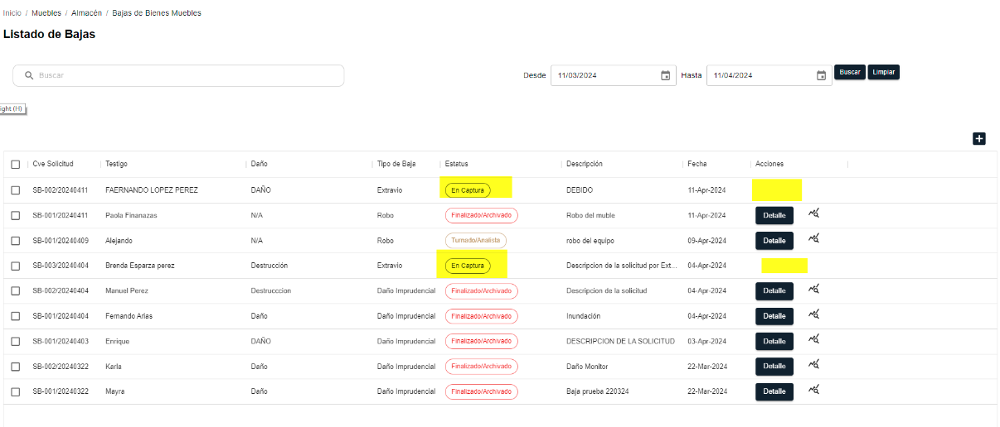 Inicio / Muebles / Almacén / Bajas de Bienes Muebles
Listado de Bajas
Buscar Desde 11/03/2024 Hasta 11/04/2024 Buscar Limpiar
ight (H)
+
Cve Solicitud Testigo Daño Tipo de Baja Estatus Descripción Fecha Acciones
SB-002/20240411 FAERNANDO LOPEZ PEREZ DAÑO Extravio En Captura DEBIDO 11-Apr-2024
SB-001/20240411 Paola Finanazas N/A Robo Finalizado/Archivado Robo del muble 11-Apr-2024 Detalle
SB-001/20240409 Alejando N/A Robo Turnado/Analista robo del equipo 09-Apr-2024 Detalle
SB-003/20240404 Brenda Esparza perez Destrucción Extravio En Captura Descripcion de la solicitud por Ext... 04-Apr-2024
SB-002/20240404 Manuel Perez Destrucccion Daño Imprudencial Finalizado/Archivado Descripcion de la solicitud 04-Apr-2024 Detalle
SB-001/20240404 Fernando Arias Daño Daño Imprudencial Finalizado/Archivado Inundación 04-Apr-2024 Detalle
SB-001/20240403 Enrique DAÑO Daño Imprudencial Finalizado/Archivado DESCRIPCION DE LA SOLICITUD 03-Apr-2024 Detalle
SB-002/20240322 Karla Daño Daño Imprudencial Finalizado/Archivado Daño Monitor 22-Mar-2024 Detalle
SB-001/20240322 Mayra Daño Daño Imprudencial Finalizado/Archivado Baja prueba 220324 22-Mar-2024 Detalle